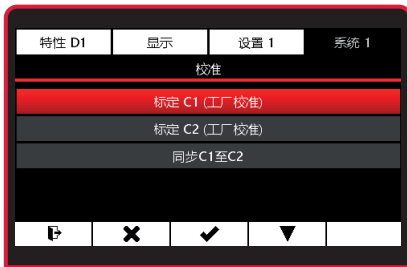 特性 D1 显示 设置 1 系统 1
校准
标定 C1 (工厂校准)
标定 C2 (工厂校准)
同步C1至C2